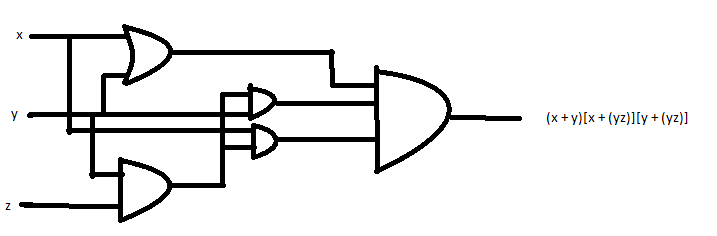 x
y
z
(x + y)[x + (yz)][y + (yz)]